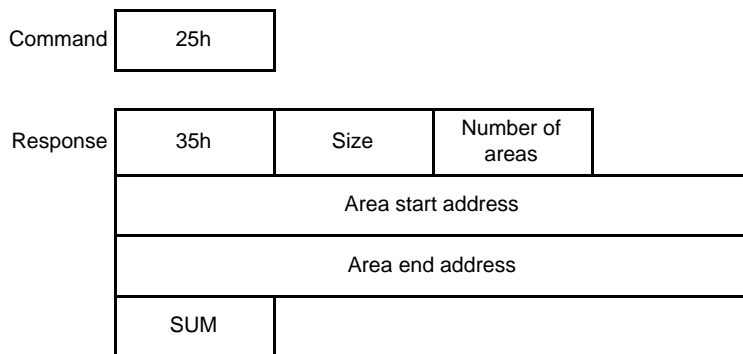 Command 25h
Response 35h Size Number of
areas
Area start address
Area end address
SUM